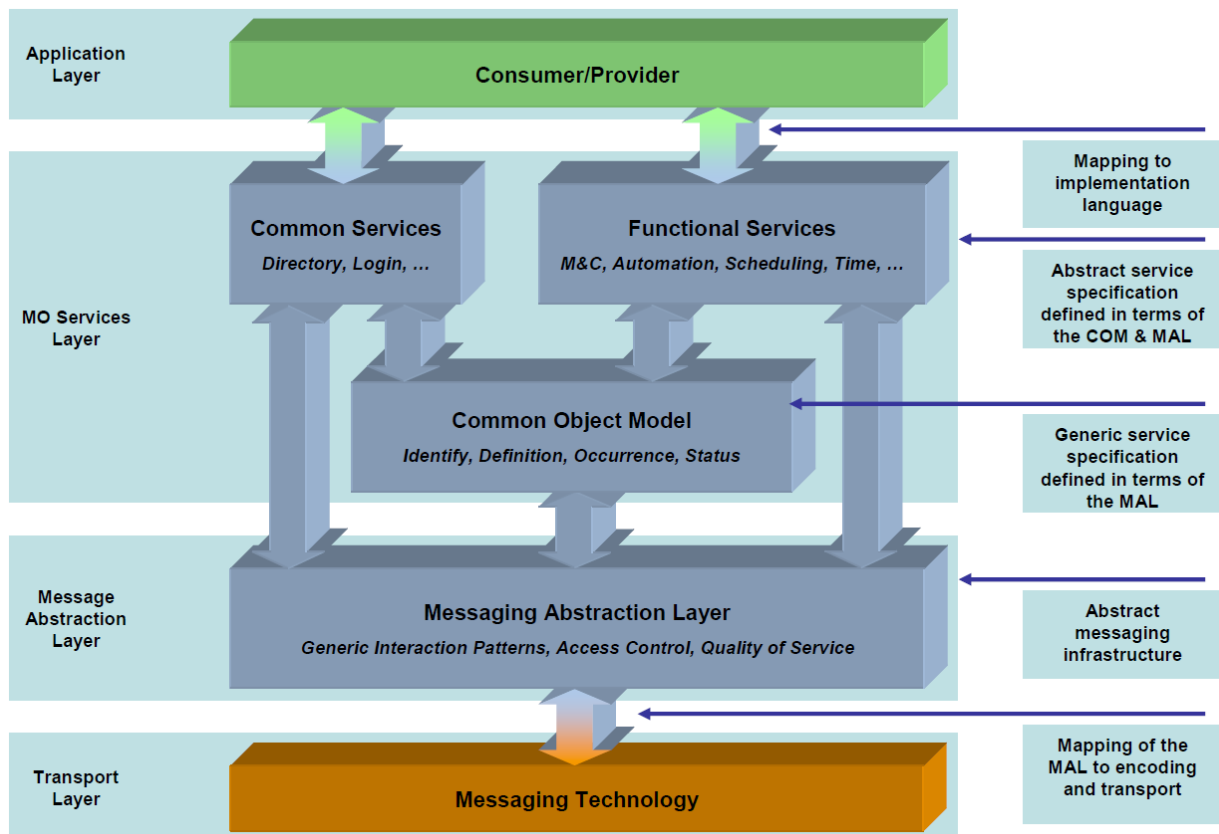 Application
Layer
Consumer/Provider
Mapping to
implementation
language
MO Services
Layer
Common Services
Directory, Login, ...
Functional Services
M&C, Automation, Scheduling, Time, ...
Abstract service
specification
defined in terms of
the COM & MAL
Common Object Model
Identify, Definition, Occurrence, Status
Generic service
specification
defined in terms of
the MAL
Message
Abstraction
Layer
Messaging Abstraction Layer
Generic Interaction Patterns, Access Control, Quality of Service
Abstract
messaging
infrastructure
Mapping of the
MAL to encoding
and transport
Transport
Layer
Messaging Technology